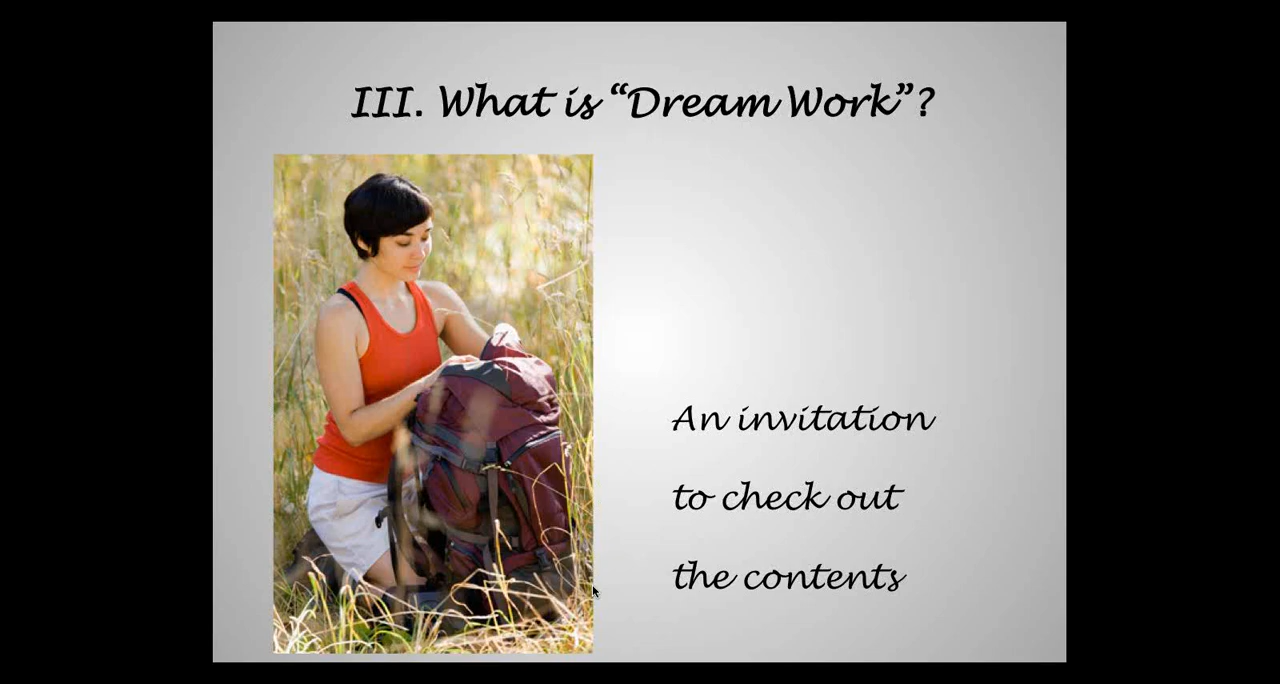 III. What is “Dream Work”?
An invitation
to check out
the contents